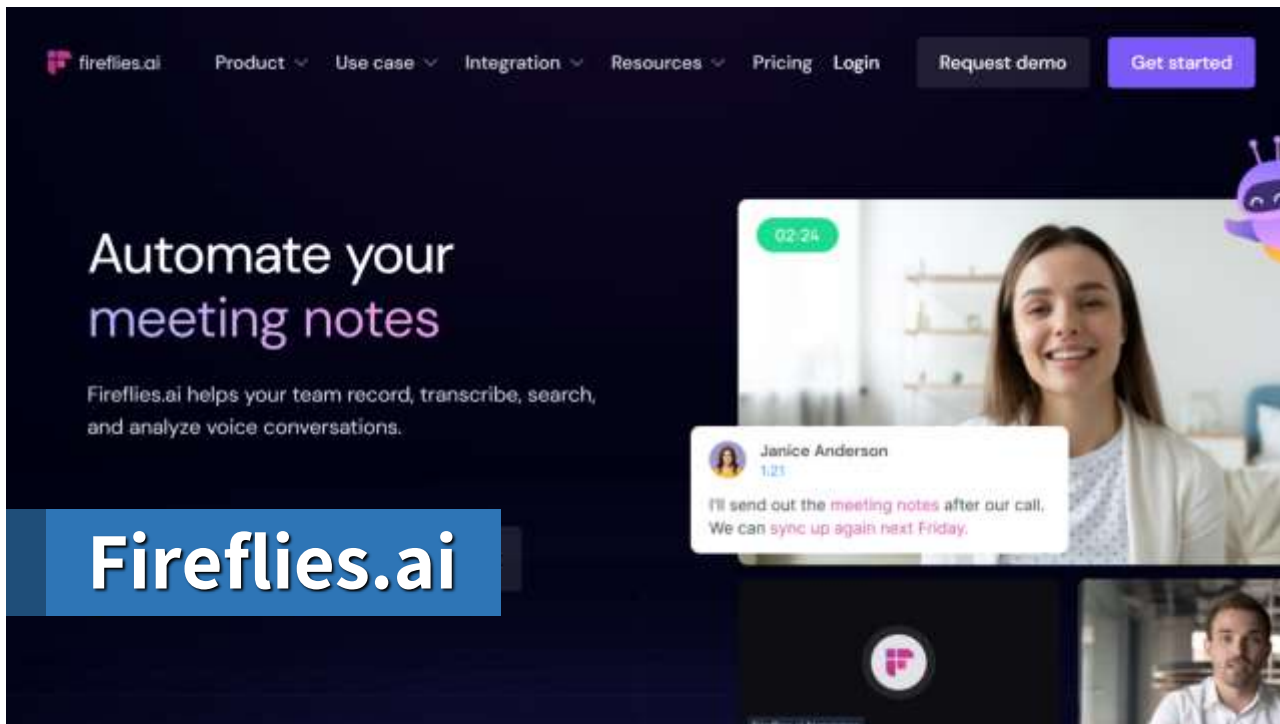 fireflies.ai
Product
Use case
Integration
Resources
Pricing
Login
Request demo
Get started
Automate your
meeting notes
Fireflies.ai helps your team record, transcribe, search,
and analyze voice conversations.
02:24
Janice Anderson
1:21
I'll send out the meeting notes after our call.
We can sync up again next Friday.
Fireflies.ai